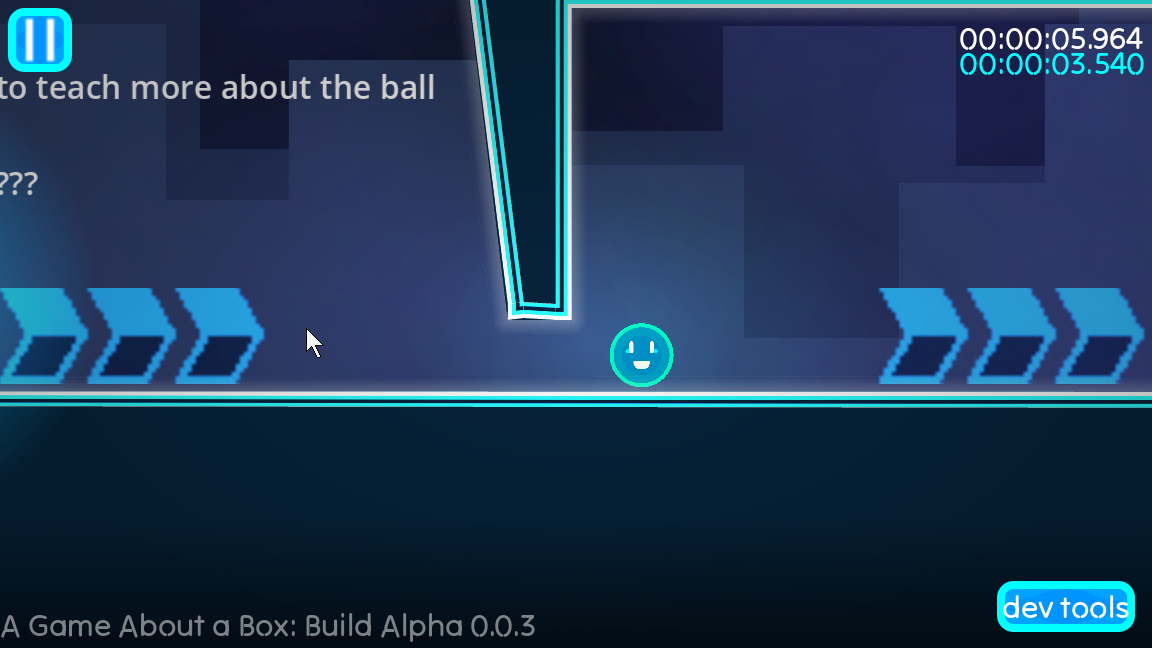 00:00:05.964
00:00:03.540
to teach more about the ball
???
dev tools
A Game About a Box: Build Alpha 0.0.3